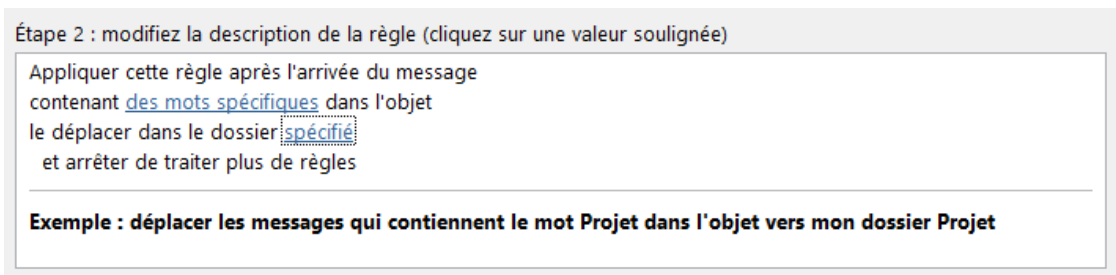 Étape 2 : modifiez la description de la règle (cliquez sur une valeur soulignée)
Appliquer cette règle après l'arrivée du message
contenant des mots spécifiques dans l'objet
le déplacer dans le dossier spécifié
et arrêter de traiter plus de règles
Exemple : déplacer les messages qui contiennent le mot Projet dans l'objet vers mon dossier Projet